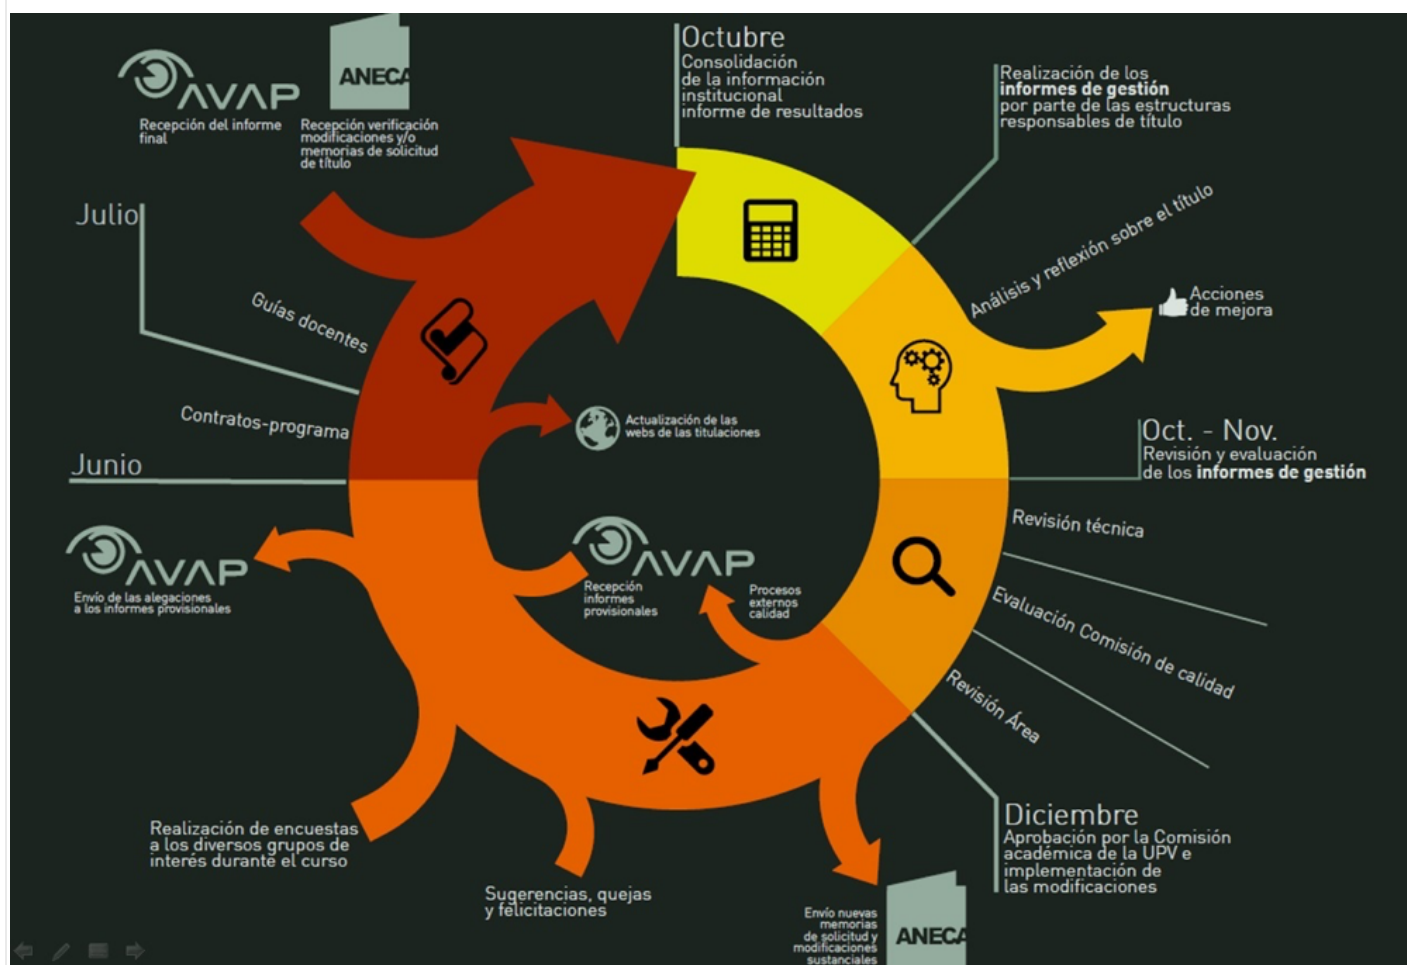 AVAP
Recepción del informe
final
ANECA
Recepción verificación
modificaciones y/o
memorias de solicitud
de título
Octubre
Consolidación
de la información
institucional
informe de resultados
Realización de los
informes de gestión
por parte de las estructuras
responsables de título
Análisis y reflexión sobre el título
Acciones
de mejora
Oct. - Nov.
Revisión y evaluación
de los informes de gestión
Revisión técnica
Evaluación Comisión de calidad
Revisión Área
Diciembre
Aprobación por la Comisión
académica de la UPV e
implementación de
las modificaciones
ANECA
Envío nuevas
memorias
de solicitud y
modificaciones
sustanciales
AVAP
Procesos
externos
calidad
Recepción
informes
provisionales
Sugerencias, quejas
y felicitaciones
Realización de encuestas
a los diversos grupos de
interés durante el curso
AVAP
Envío de las alegaciones
a los informes provisionales
Junio
Contratos-programa
Guías docentes
Julio
Actualización de las
webs de las titulaciones